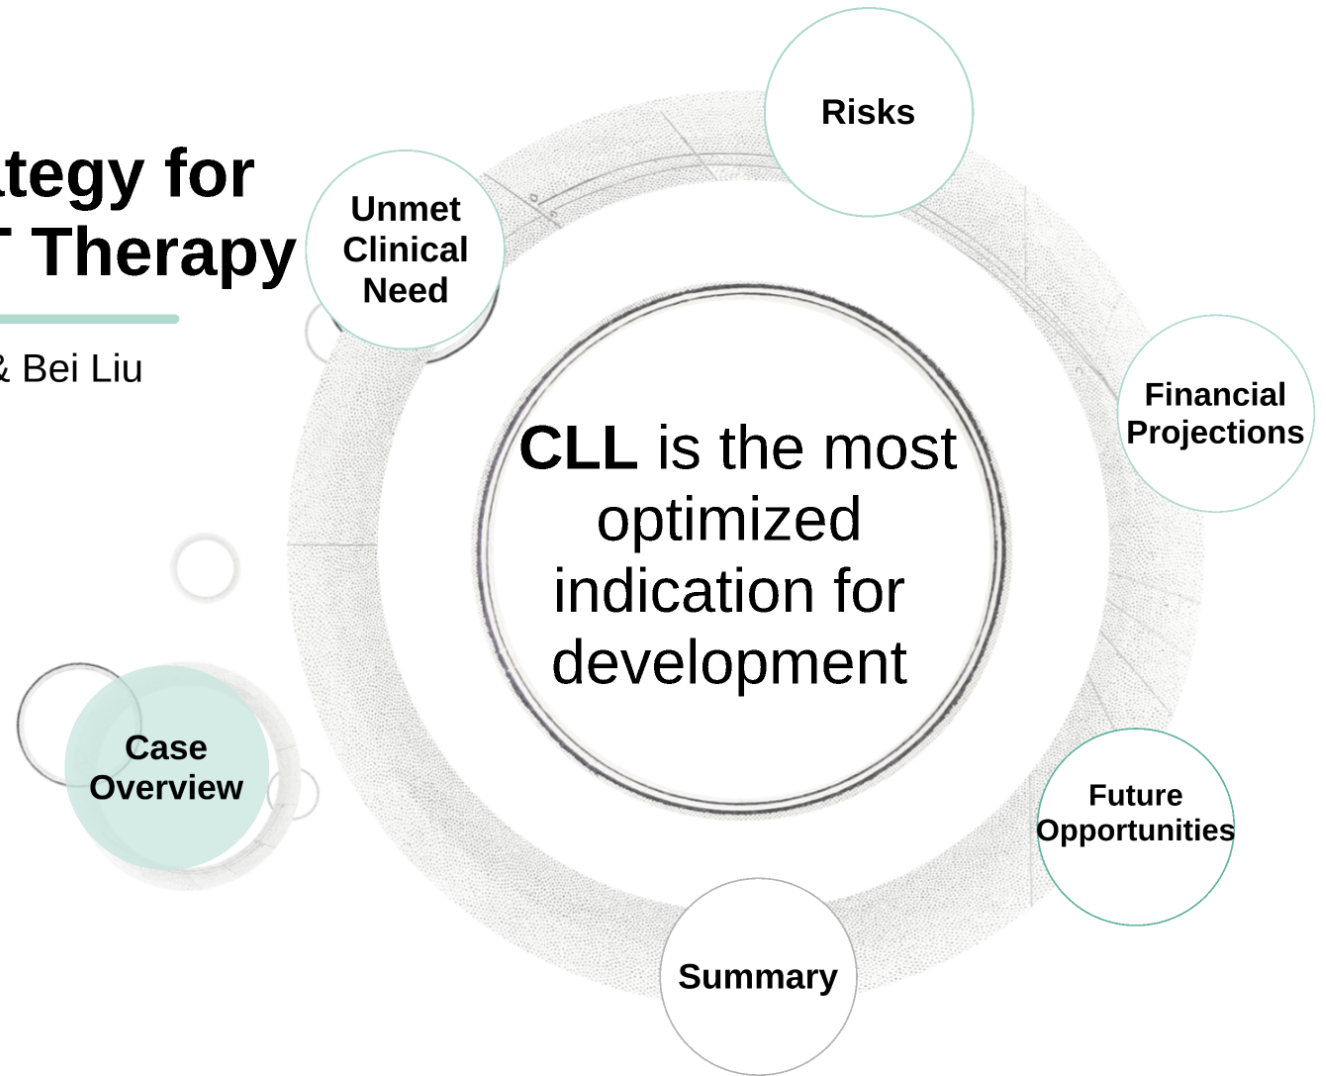 tegy for
Therapy
& Bei Liu
Unmet
Clinical
Need
Risks
Financial
Projections
CLL is the most
optimized
indication for
development
Case
Overview
Future
Opportunities
Summary